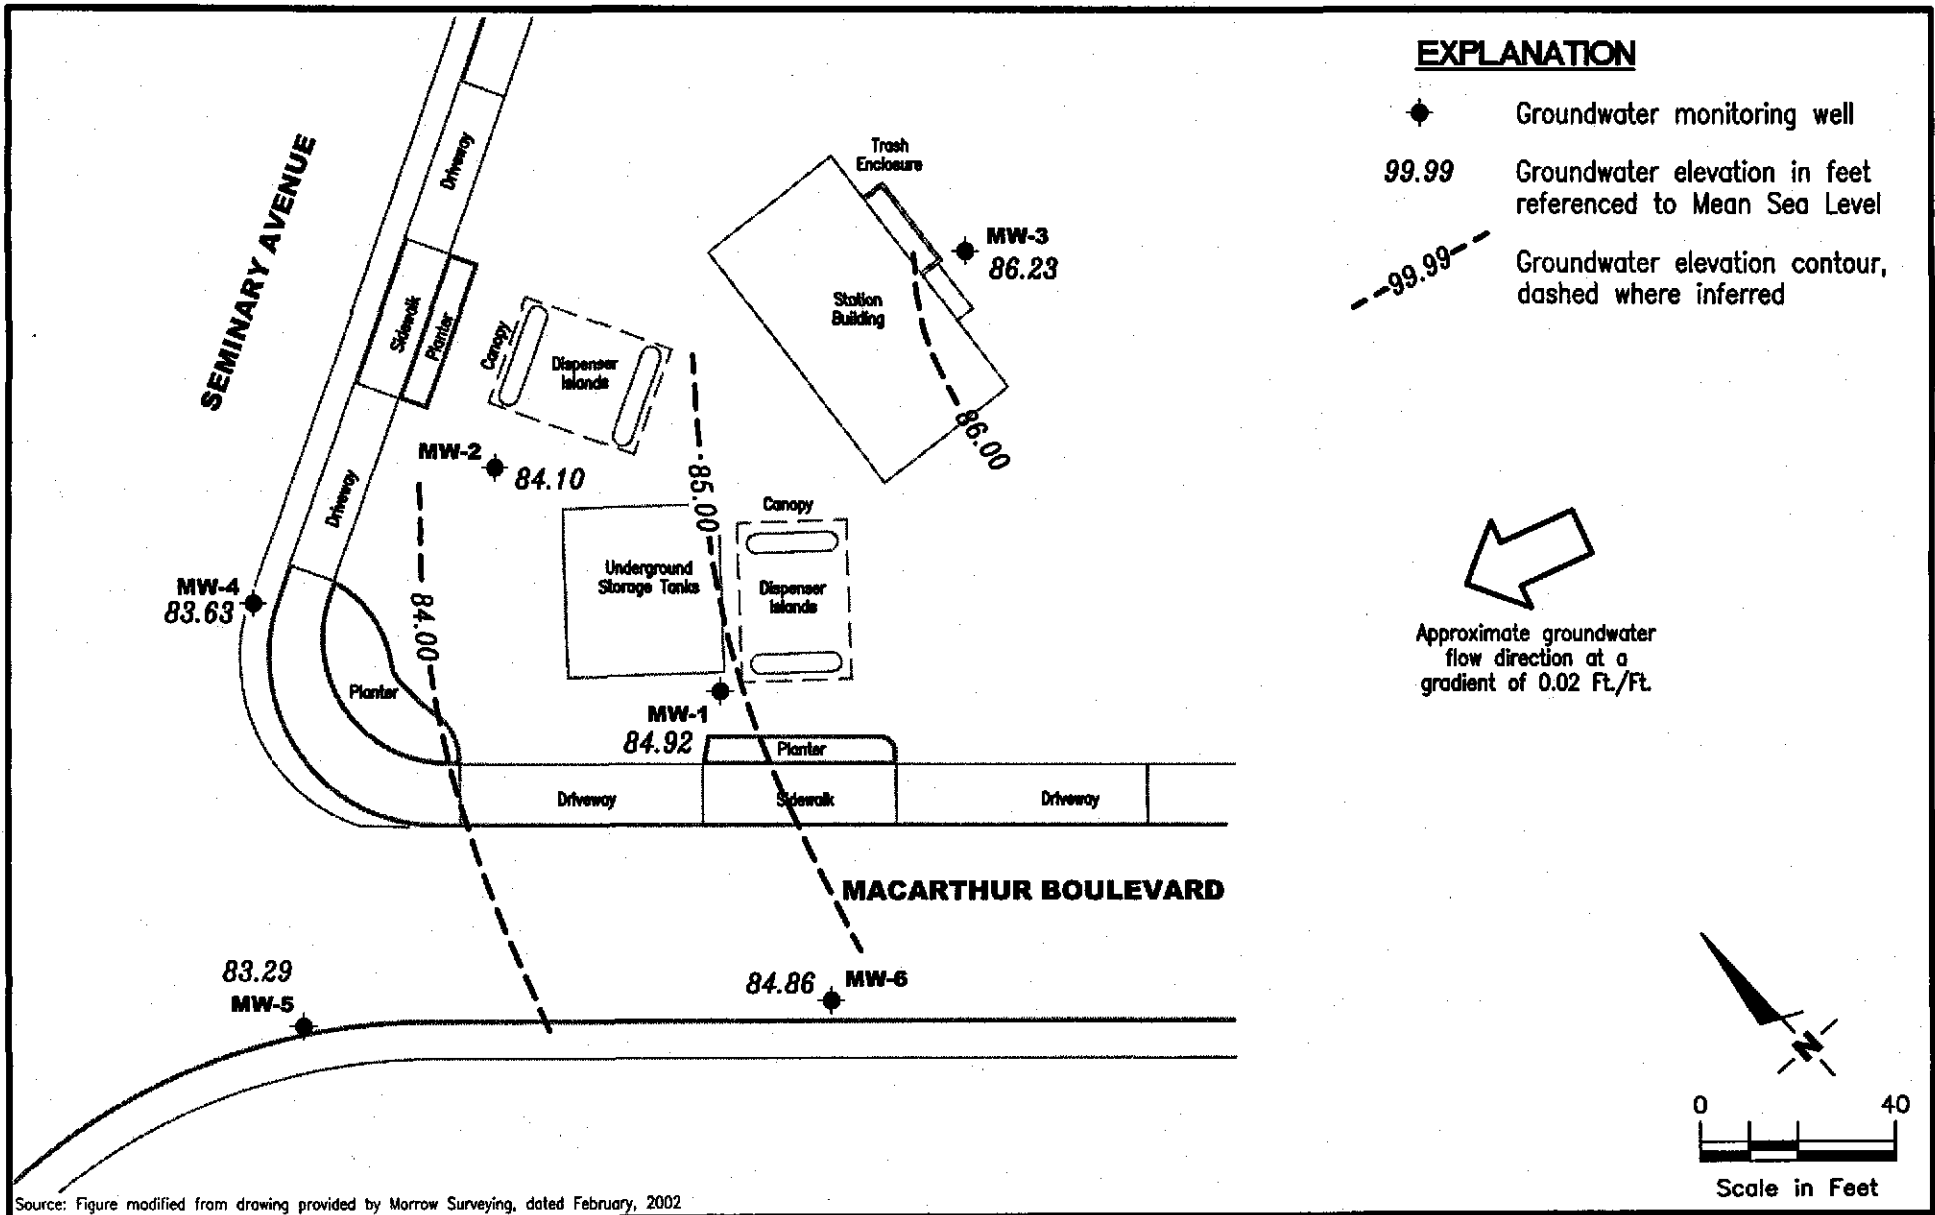 EXPLANATION
Groundwater monitoring well
99.99
Groundwater elevation in feet
referenced to Mean Sea Level
99.99
Groundwater elevation contour,
dashed where inferred
SEMINARY AVENUE
Driveway
Sidewalk
Planter
Driveway
Canopy
Dispenser
Islands
Trash
Enclosure
Station
Building
MW-3
86.23
86.00
MW-2
84.10
85.00
84.00
MW-4
83.63
Underground
Storage Tanks
Canopy
Dispenser
Islands
Planter
MW-1
84.92
Planter
Driveway
Sidewalk
Driveway
MACARTHUR BOULEVARD
83.29
MW-5
84.86
MW-6
Approximate groundwater
flow direction at a
gradient of 0.02 Ft./Ft.
N
0 40
Scale in Feet
Source: Figure modified from drawing provided by Morrow Surveying, dated February, 2002